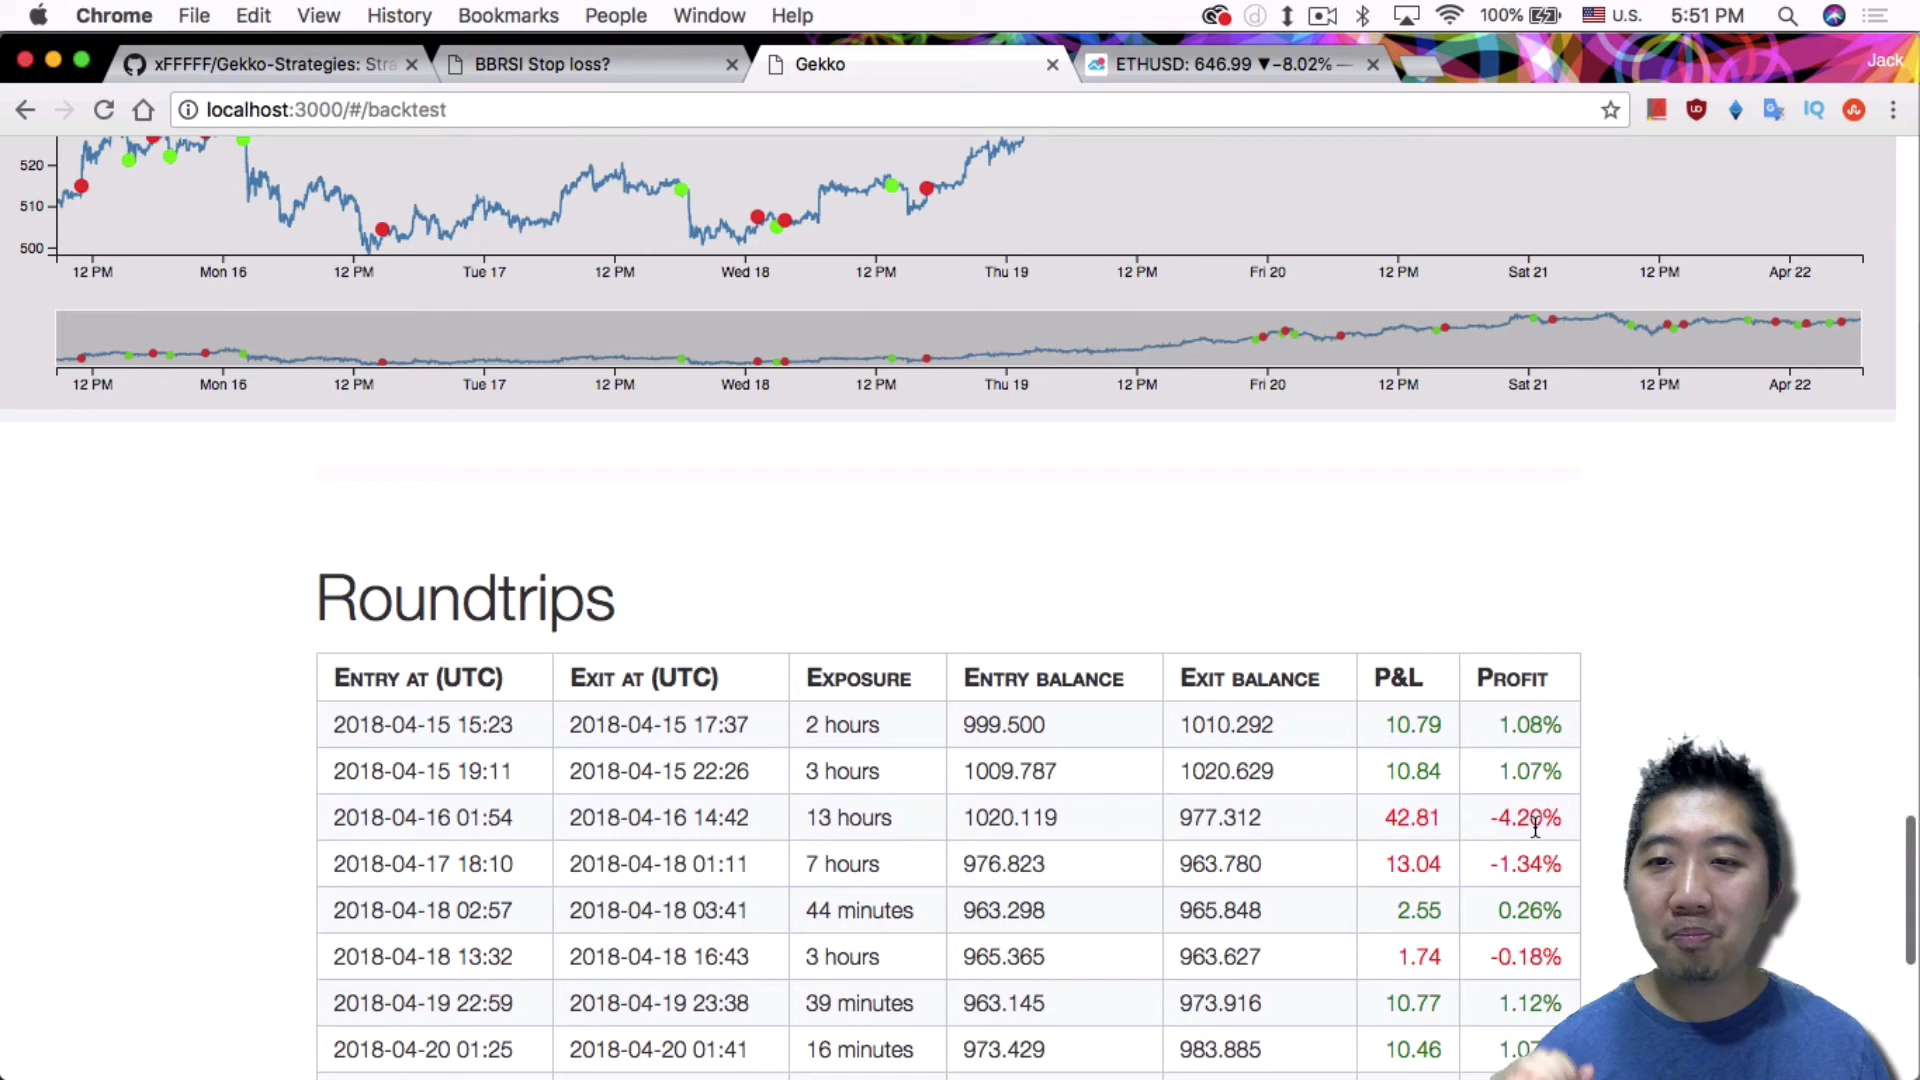 Chrome File Edit View History Bookmarks People Window Help 100% U.S. 5:51 PM
xFFFFF/Gekko-Strategies: Stra BBRSI Stop loss? Gekko ETHUSD: 646.99 ▼−8.02% — Jack
localhost:3000/#/backtest
520
510
500
12 PM Mon 16 12 PM Tue 17 12 PM Wed 18 12 PM Thu 19 12 PM Fri 20 12 PM Sat 21 12 PM Apr 22
12 PM Mon 16 12 PM Tue 17 12 PM Wed 18 12 PM Thu 19 12 PM Fri 20 12 PM Sat 21 12 PM Apr 22
Roundtrips
Entry at (UTC) Exit at (UTC) Exposure Entry balance Exit balance P&L Profit
2018-04-15 15:23 2018-04-15 17:37 2 hours 999.500 1010.292 10.79 1.08%
2018-04-15 19:11 2018-04-15 22:26 3 hours 1009.787 1020.629 10.84 1.07%
2018-04-16 01:54 2018-04-16 14:42 13 hours 1020.119 977.312 42.81 -4.20%
2018-04-17 18:10 2018-04-18 01:11 7 hours 976.823 963.780 13.04 -1.34%
2018-04-18 02:57 2018-04-18 03:41 44 minutes 963.298 965.848 2.55 0.26%
2018-04-18 13:32 2018-04-18 16:43 3 hours 965.365 963.627 1.74 -0.18%
2018-04-19 22:59 2018-04-19 23:38 39 minutes 963.145 973.916 10.77 1.12%
2018-04-20 01:25 2018-04-20 01:41 16 minutes 973.429 983.885 10.46